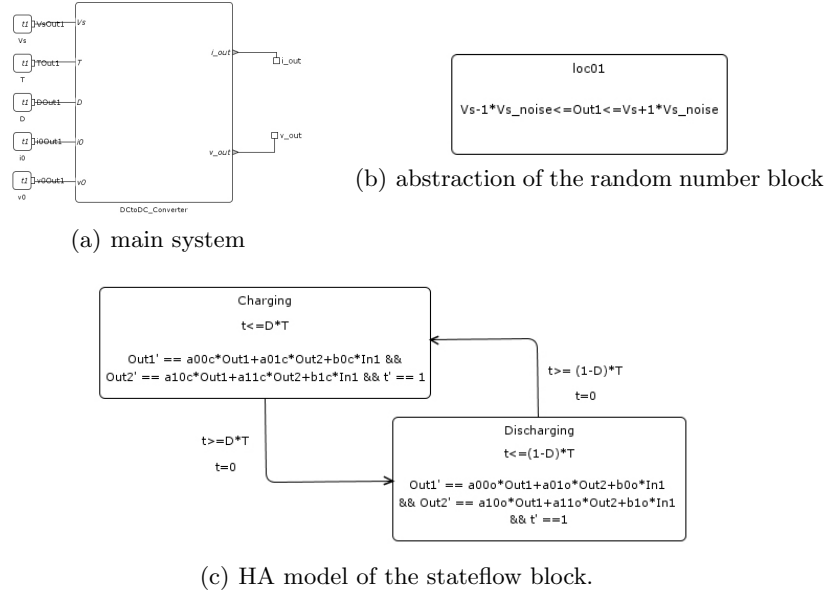 t1 VsOut1 Vs
Vs
t1 TOut1 T
T
t1 DOut1 D
D
t1 i0Out1 i0
i0
t1 v0Out1 v0
v0
i_out
i_out
v_out
v_out
DCtoDC_Converter
(a) main system
loc01
Vs-1*Vs_noise<=Out1<=Vs+1*Vs_noise
(b) abstraction of the random number block
Charging
t<=D*T
Out1' == a00c*Out1+a01c*Out2+b0c*In1 &&
Out2' == a10c*Out1+a11c*Out2+b1c*In1 && t' == 1
t>= (1-D)*T
t=0
t>=D*T
t=0
Discharging
t<=(1-D)*T
Out1' == a00o*Out1+a01o*Out2+b0o*In1
&& Out2' == a10o*Out1+a11o*Out2+b1o*In1
&& t' ==1
(c) HA model of the stateflow block.